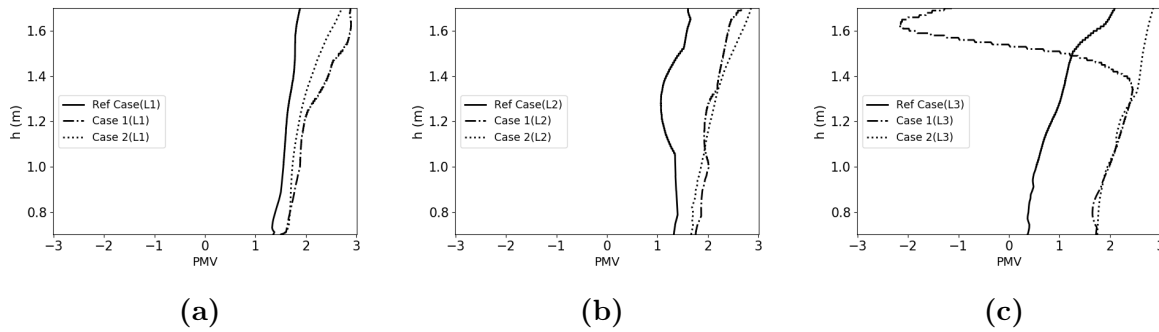 1.6
1.4
1.2
1.0
0.8
h (m)
Ref Case(L1)
Case 1(L1)
Case 2(L1)
−3 −2 −1 0 1 2 3
PMV
(a)
1.6
1.4
1.2
1.0
0.8
h (m)
Ref Case(L2)
Case 1(L2)
Case 2(L2)
−3 −2 −1 0 1 2 3
PMV
(b)
1.6
1.4
1.2
1.0
0.8
h (m)
Ref Case(L3)
Case 1(L3)
Case 2(L3)
−3 −2 −1 0 1 2 3
PMV
(c)